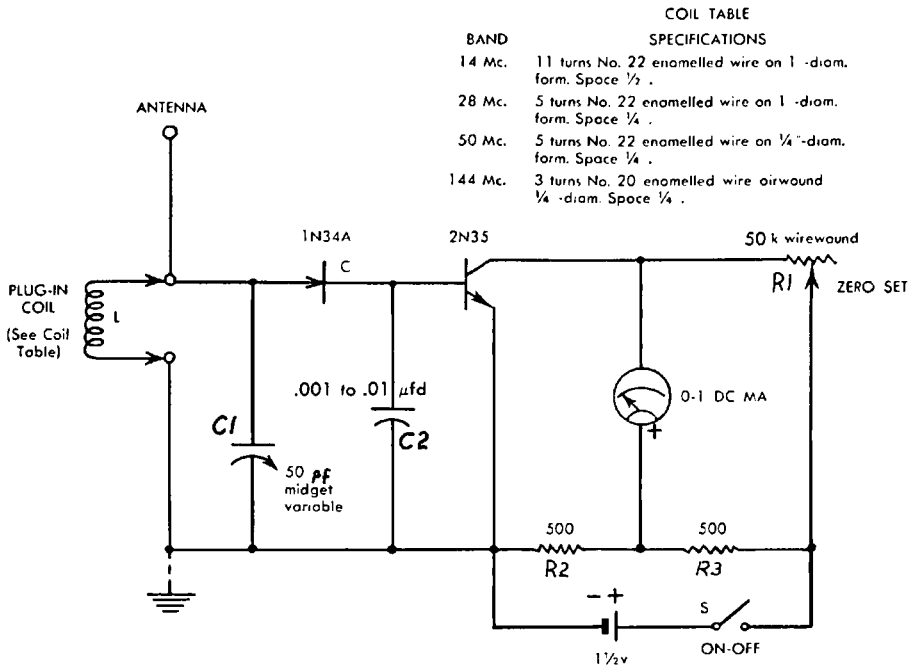 COIL TABLE
BAND SPECIFICATIONS
14 Mc. 11 turns No. 22 enamelled wire on 1 -diam.
form. Space ½ .
28 Mc. 5 turns No. 22 enamelled wire on 1 -diam.
form. Space ¼ .
50 Mc. 5 turns No. 22 enamelled wire on ¼"-diam.
form. Space ¼ .
144 Mc. 3 turns No. 20 enamelled wire airwound
¼ -diam. Space ¼ .
ANTENNA
1N34A
C
2N35
50 k wirewound
R1
ZERO SET
PLUG-IN
COIL
(See Coil
Table)
L
.001 to .01 µfd
C2
C1
50 pf
midget
variable
0-1 DC MA
+
500
R2
500
R3
- +
1½v
S
ON-OFF